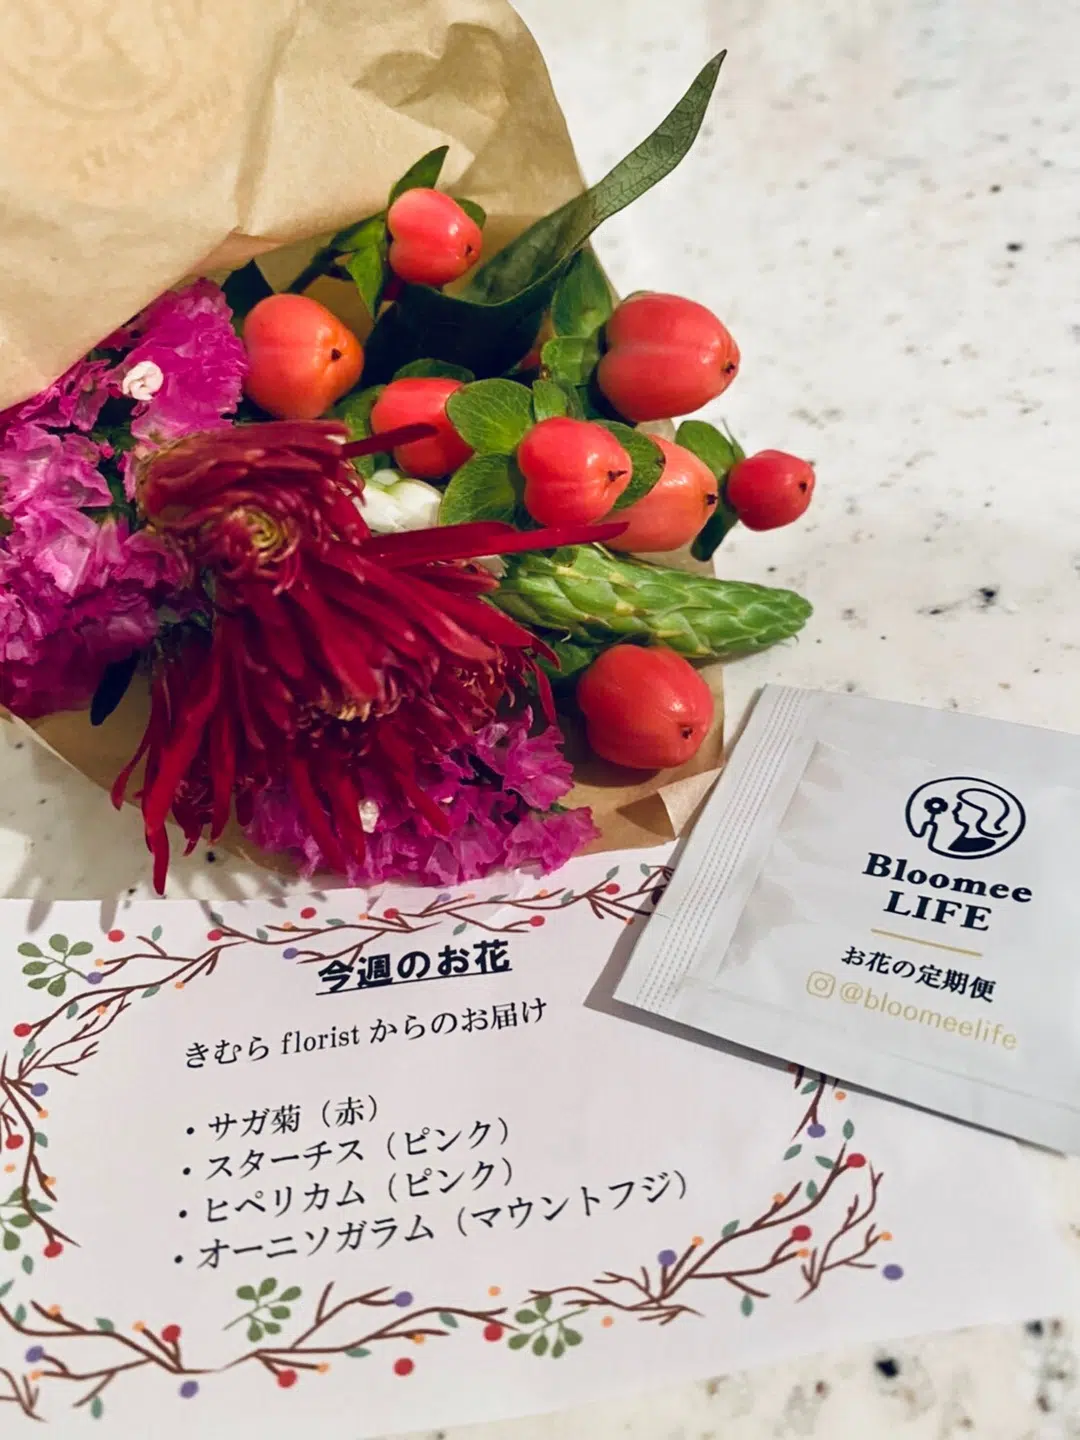 Bloomee
LIFE
お花の定期便
@bloomeelife
今週のお花
きむら florist からのお届け
・サガ菊（赤）
・スターチス（ピンク）
・ヒペリカム（ピンク）
・オーニソガラム（マウントフジ）